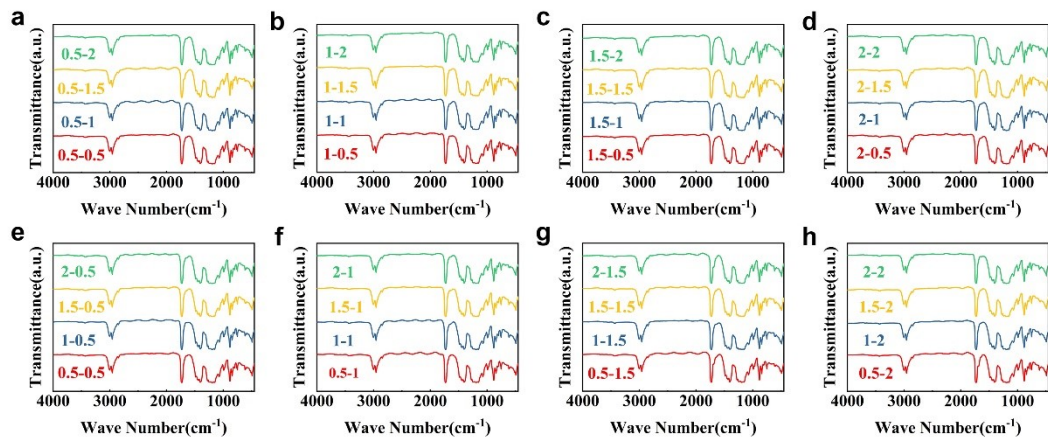 a
Transmittance(a.u.)
0.5-2
0.5-1.5
0.5-1
0.5-0.5
4000 3000 2000 1000
Wave Number(cm⁻¹)
b
Transmittance(a.u.)
1-2
1-1.5
1-1
1-0.5
4000 3000 2000 1000
Wave Number(cm⁻¹)
c
Transmittance(a.u.)
1.5-2
1.5-1.5
1.5-1
1.5-0.5
4000 3000 2000 1000
Wave Number(cm⁻¹)
d
Transmittance(a.u.)
2-2
2-1.5
2-1
2-0.5
4000 3000 2000 1000
Wave Number(cm⁻¹)
e
Transmittance(a.u.)
2-0.5
1.5-0.5
1-0.5
0.5-0.5
4000 3000 2000 1000
Wave Number(cm⁻¹)
f
Transmittance(a.u.)
2-1
1.5-1
1-1
0.5-1
4000 3000 2000 1000
Wave Number(cm⁻¹)
g
Transmittance(a.u.)
2-1.5
1.5-1.5
1-1.5
0.5-1.5
4000 3000 2000 1000
Wave Number(cm⁻¹)
h
Transmittance(a.u.)
2-2
1.5-2
1-2
0.5-2
4000 3000 2000 1000
Wave Number(cm⁻¹)